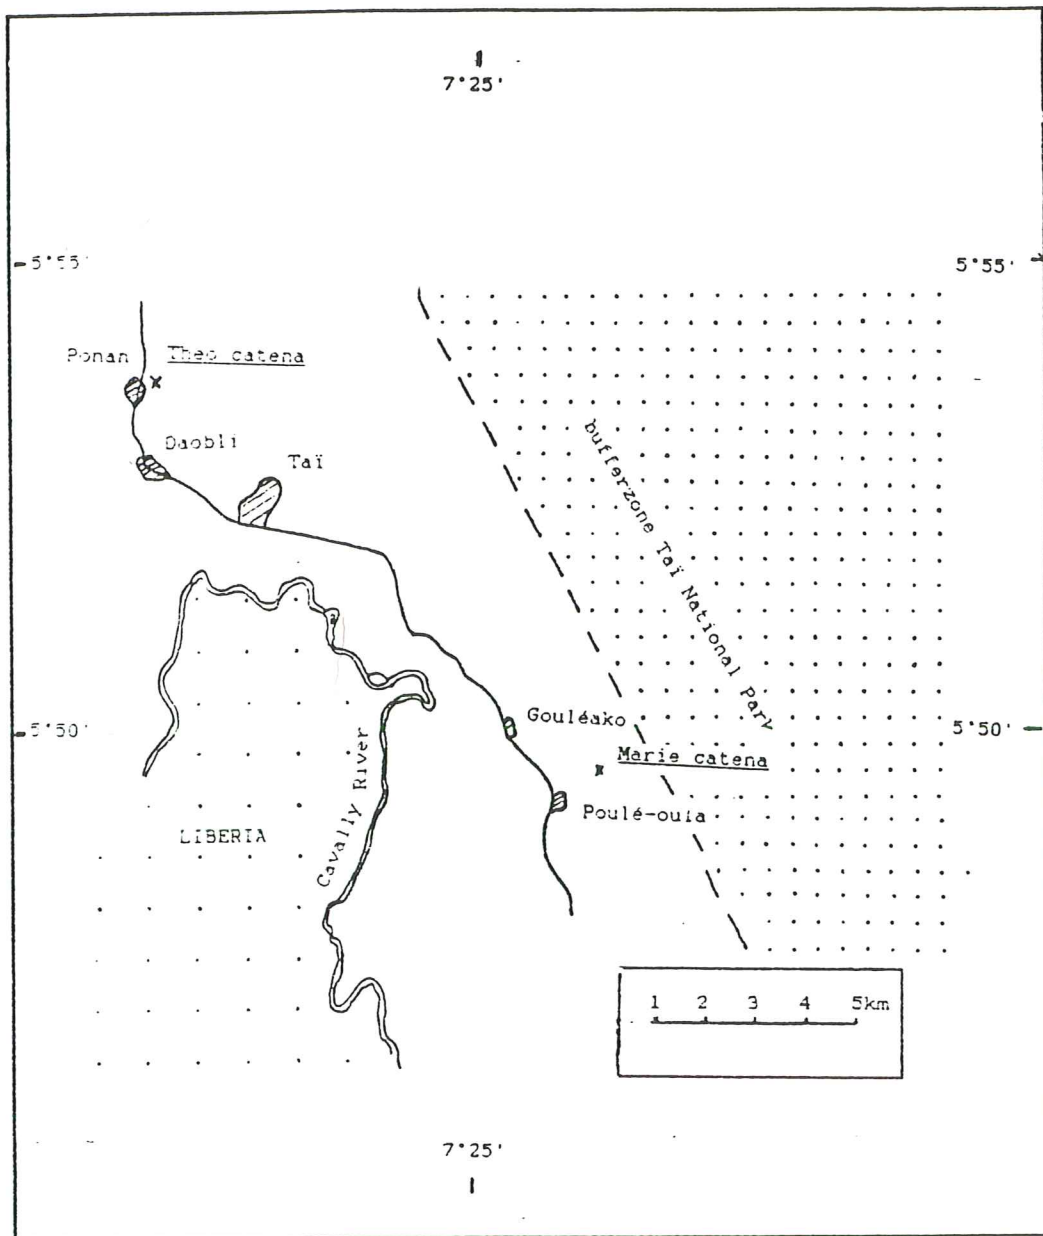 7°25'
5°55'
5°55'
Ponan
Theo catena
Daobli
Taï
bufferzone Taï National Park
Gouléako
5°50'
5°50'
Marie catena
Poulé-oula
Cavally River
LIBERIA
1 2 3 4 5km
7°25'